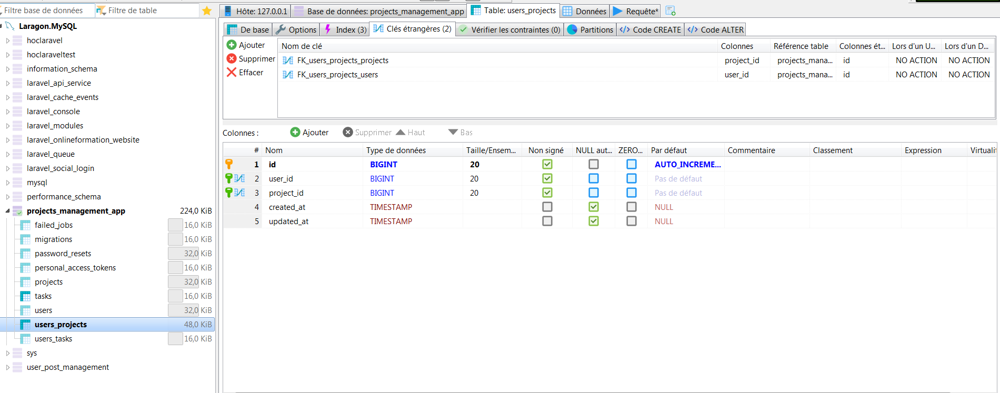 Filtre base de données
Filtre de table
Laragon.MySQL
hoclaravel
hoclaraveltest
information_schema
laravel_api_service
laravel_cache_events
laravel_console
laravel_modules
laravel_onlineformation_website
laravel_queue
laravel_social_login
mysql
performance_schema
projects_management_app 224,0 KiB
failed_jobs 16,0 KiB
migrations 16,0 KiB
password_resets 32,0 KiB
personal_access_tokens 16,0 KiB
projects 32,0 KiB
tasks 16,0 KiB
users 32,0 KiB
users_projects 48,0 KiB
users_tasks 16,0 KiB
sys
user_post_management
Hôte: 127.0.0.1 Base de données: projects_management_app Table: users_projects Données Requête*
De base Options Index (3) Clés étrangères (2) Vérifier les contraintes (0) Partitions Code CREATE Code ALTER
Ajouter
Supprimer
Effacer
Nom de clé Colonnes Référence table Colonnes ét... Lors d'un U... Lors d'un D...
FK_users_projects_projects project_id projects_mana... id NO ACTION NO ACTION
FK_users_projects_users user_id projects_mana... id NO ACTION NO ACTION
Colonnes : Ajouter Supprimer Haut Bas
# Nom Type de données Taille/Ensem... Non signé NULL aut... ZERO... Par défaut Commentaire Classement Expression Virtualit
1 id BIGINT 20 AUTO_INCREME...
2 user_id BIGINT 20 Pas de défaut
3 project_id BIGINT 20 Pas de défaut
4 created_at TIMESTAMP NULL
5 updated_at TIMESTAMP NULL